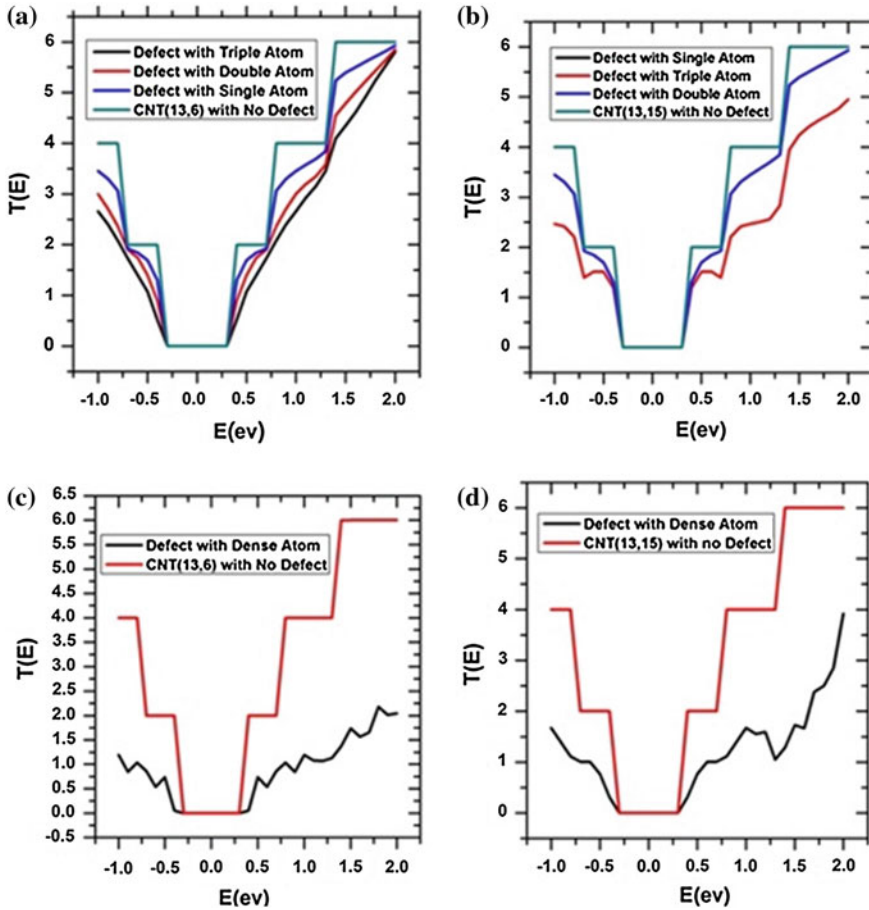 (a)
Defect with Triple Atom
Defect with Double Atom
Defect with Single Atom
CNT(13,6) with No Defect
T(E)
6
5
4
3
2
1
0
-1.0 -0.5 0.0 0.5 1.0 1.5 2.0
E(ev)
(b)
Defect with Single Atom
Defect with Triple Atom
Defect with Double Atom
CNT(13,15) with No Defect
T(E)
6
5
4
3
2
1
0
-1.0 -0.5 0.0 0.5 1.0 1.5 2.0
E(ev)
(c)
Defect with Dense Atom
CNT(13,6) with No Defect
T(E)
6.5
6.0
5.5
5.0
4.5
4.0
3.5
3.0
2.5
2.0
1.5
1.0
0.5
0.0
-0.5
-1.0 -0.5 0.0 0.5 1.0 1.5 2.0
E(ev)
(d)
Defect with Dense Atom
CNT(13,15) with no Defect
T(E)
6
5
4
3
2
1
0
-1.0 -0.5 0.0 0.5 1.0 1.5 2.0
E(ev)